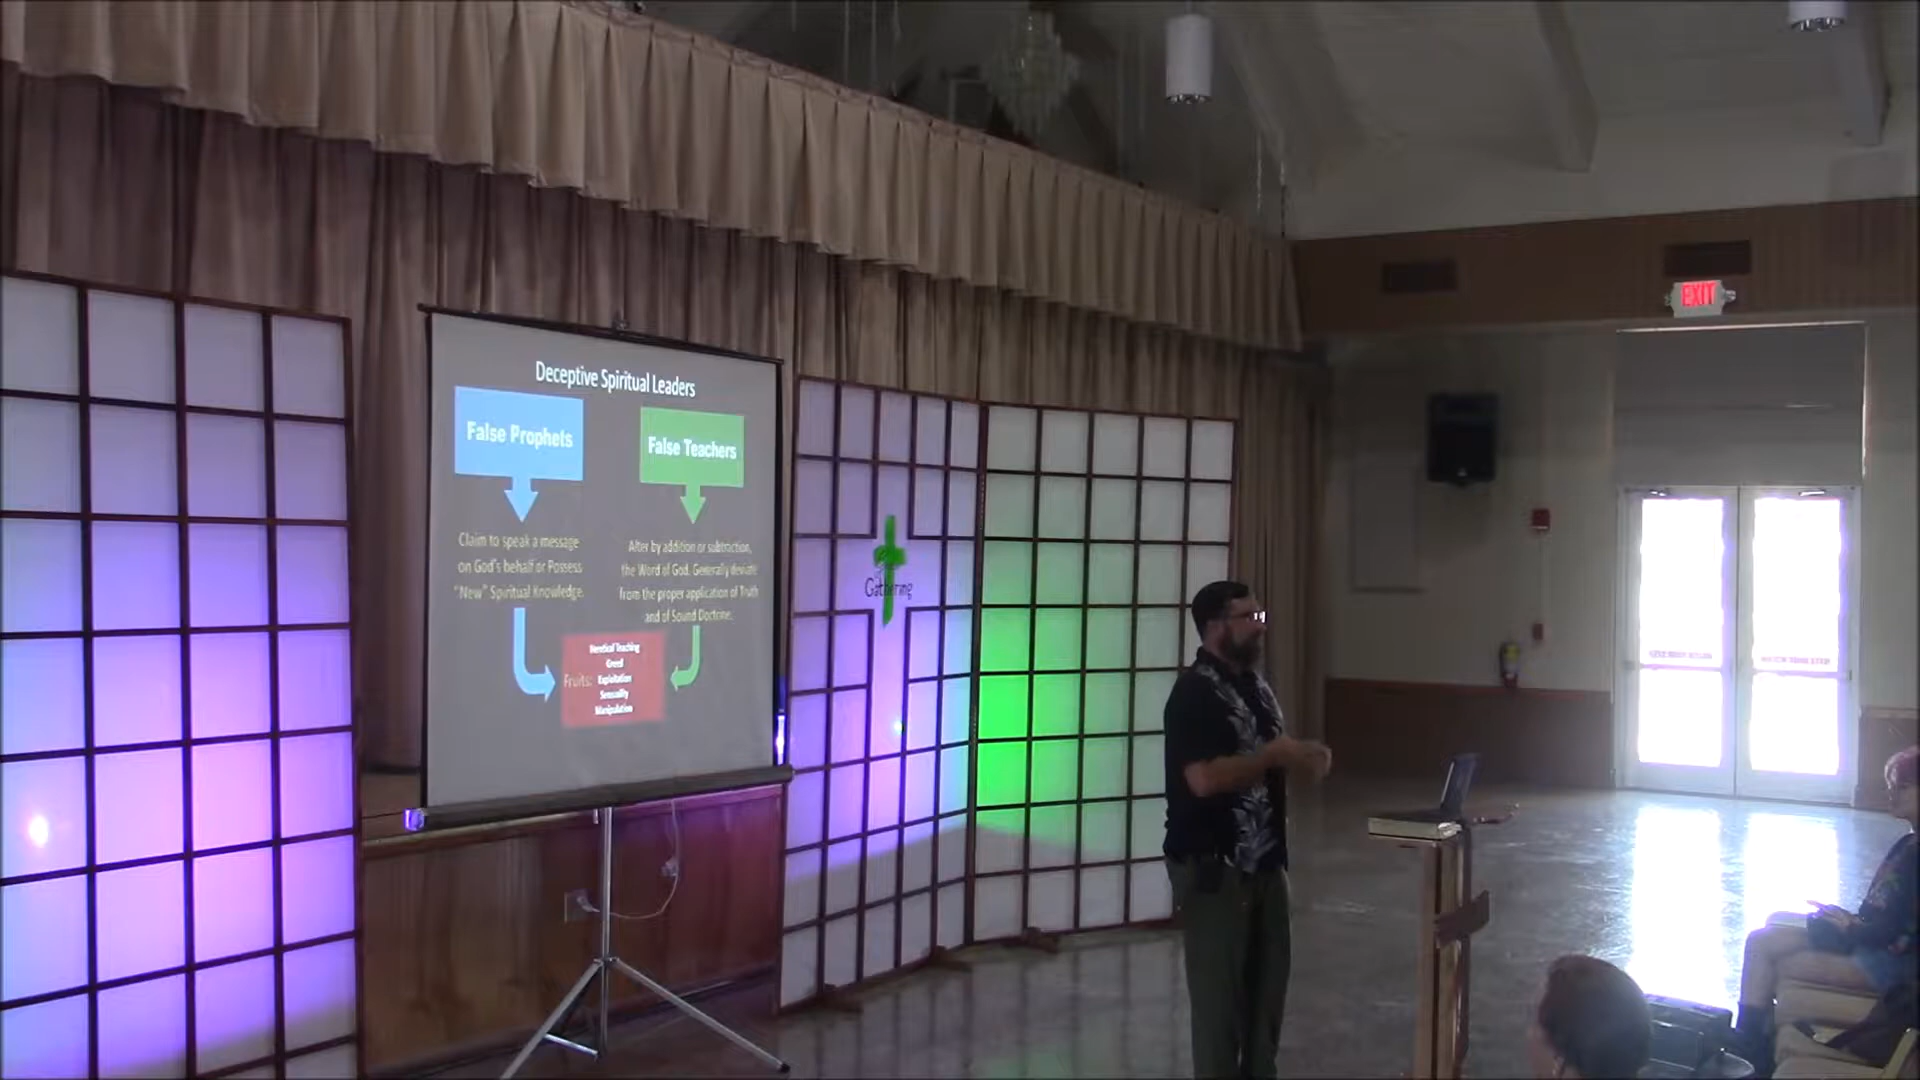 Deceptive Spiritual Leaders
False Prophets
Claim to speak a message
on God's behalf or Possess
"New" Spiritual Knowledge.
False Teachers
Alter by addition or subtraction,
the Word of God. Generally deviate
from the proper application of Truth
and of Sound Doctrine.
Fruits:
Heretical Teaching
Greed
Exploitation
Sensuality
Manipulation
Gathering
EXIT